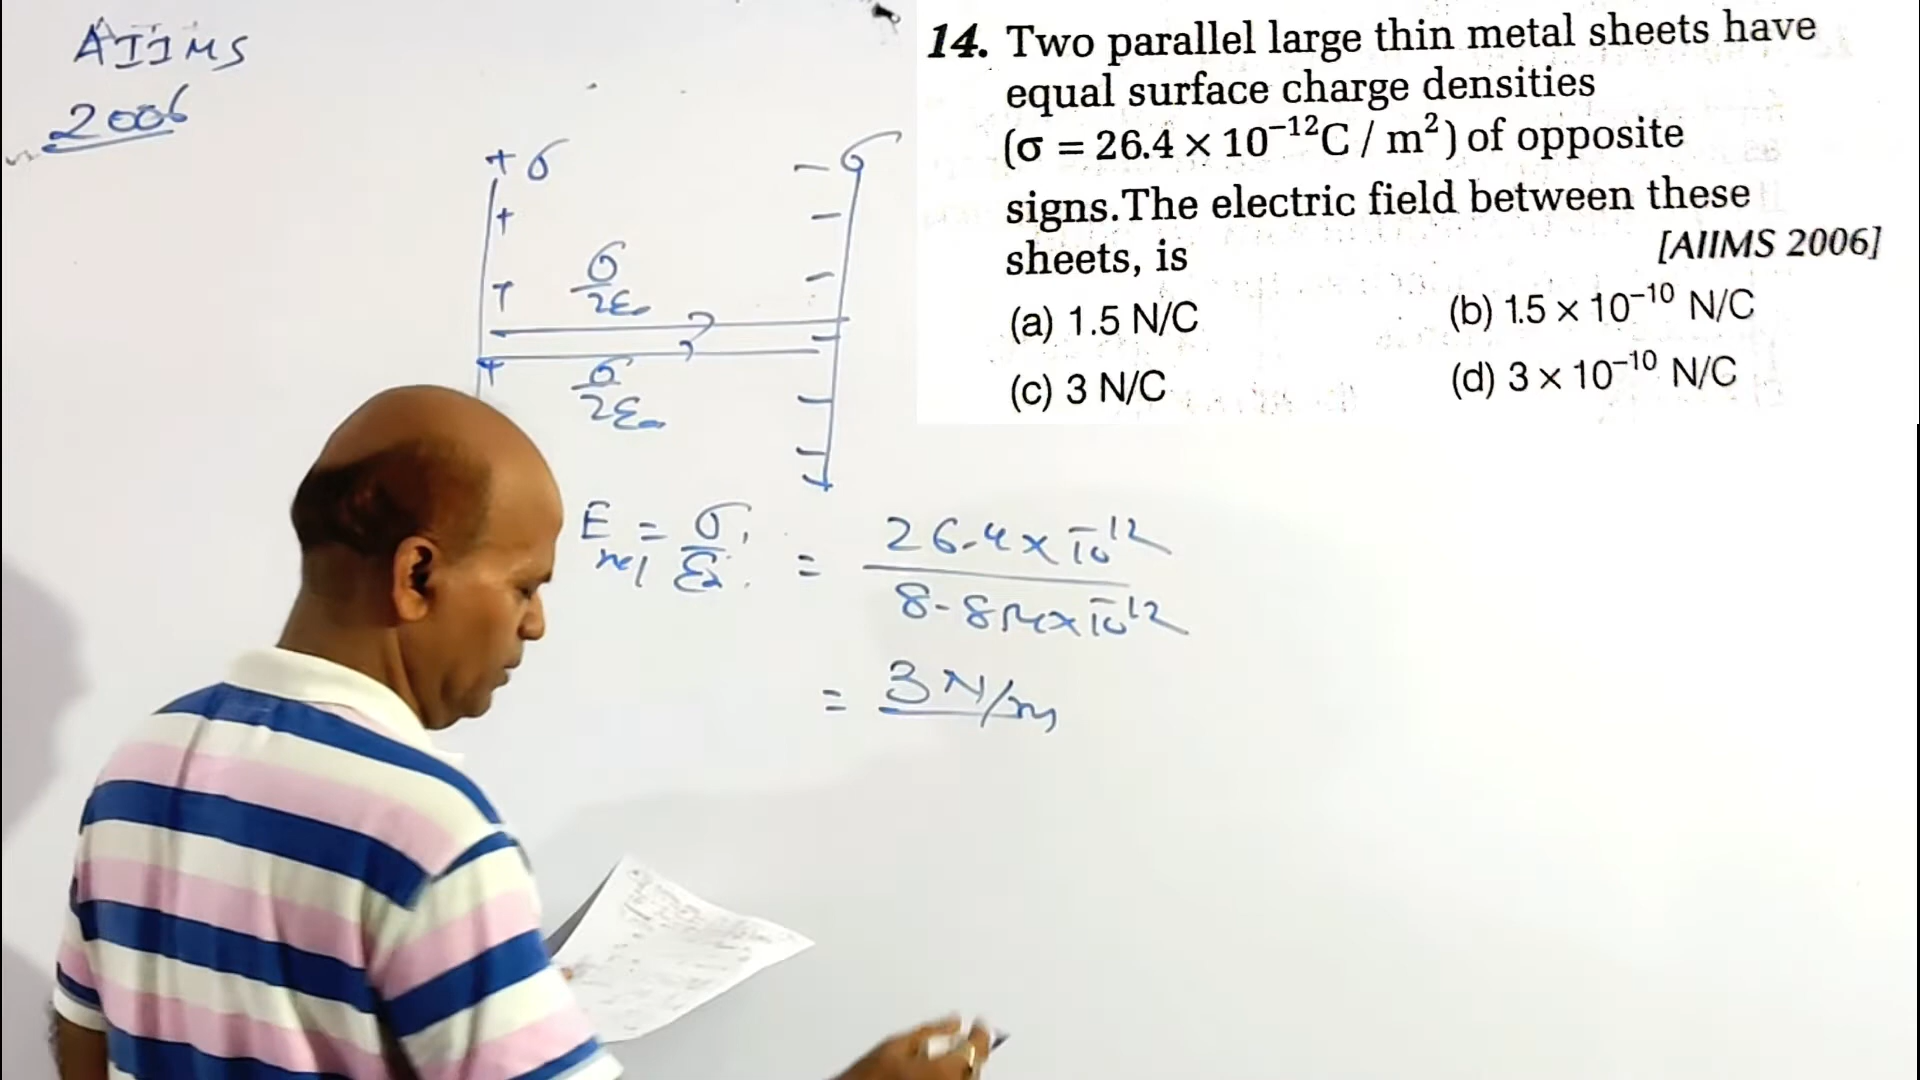 AIIMS
2006
14. Two parallel large thin metal sheets have
equal surface charge densities
(σ = 26.4 × 10⁻¹² C / m²) of opposite
signs.The electric field between these
sheets, is
[AIIMS 2006]
(a) 1.5 N/C
(b) 1.5 × 10⁻¹⁰ N/C
(c) 3 N/C
(d) 3 × 10⁻¹⁰ N/C
+σ
-σ
+
-
σ/2ε₀
+
-
-
σ/2ε₀
+
-
-
E net = σ/ε₀ = 26.4 × 10⁻¹² / 8.854 × 10⁻¹²
= 3 N/m